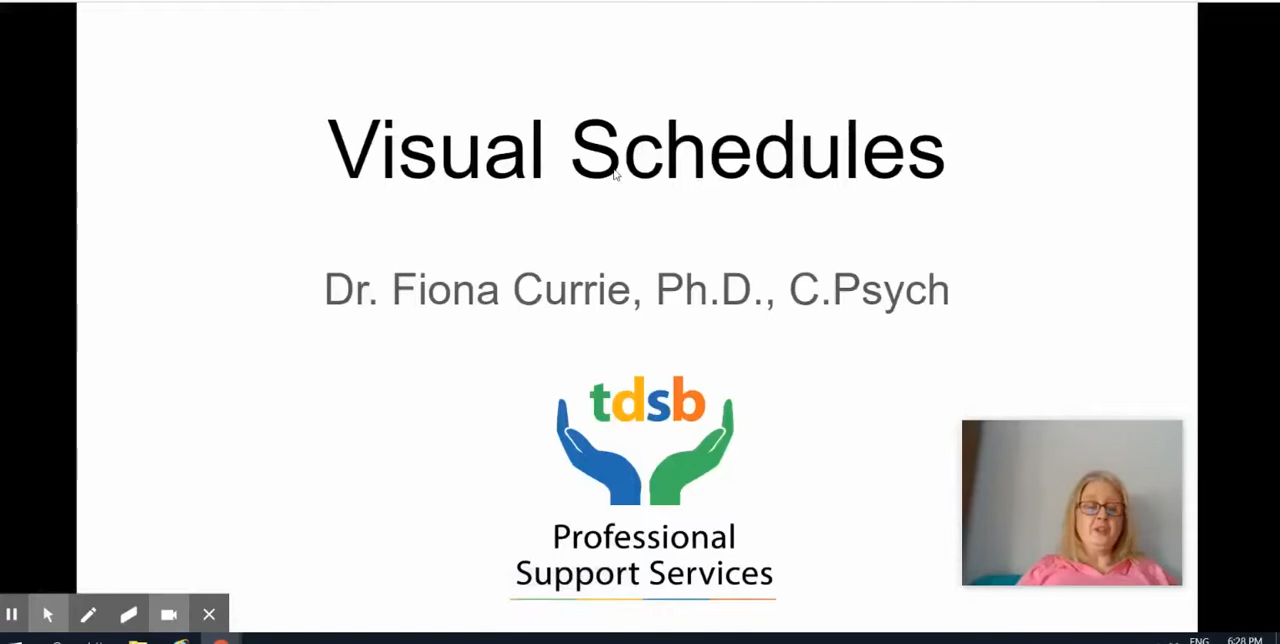 Visual Schedules
Dr. Fiona Currie, Ph.D., C.Psych
tdsb
Professional
Support Services
ENG
6:28 PM